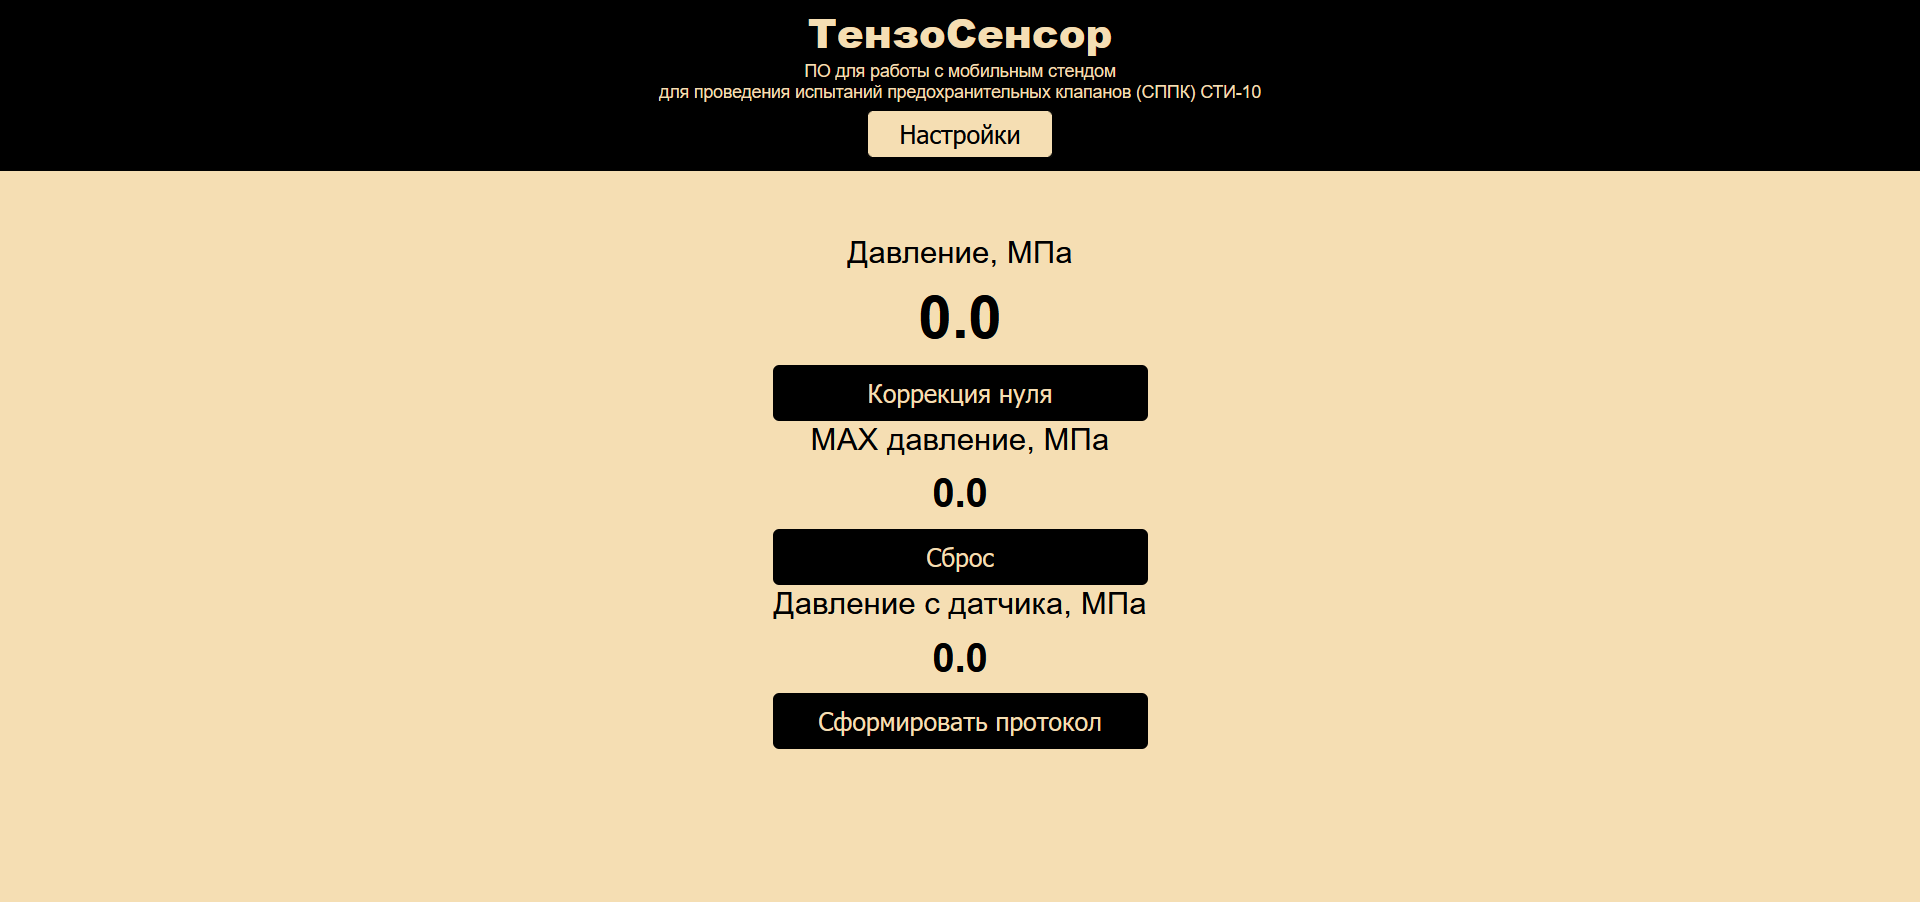 ТензоСенсор
ПО для работы с мобильным стендом
для проведения испытаний предохранительных клапанов (СППК) СТИ-10
Настройки
Давление, МПа
0.0
Коррекция нуля
MAX давление, МПа
0.0
Сброс
Давление с датчика, МПа
0.0
Сформировать протокол